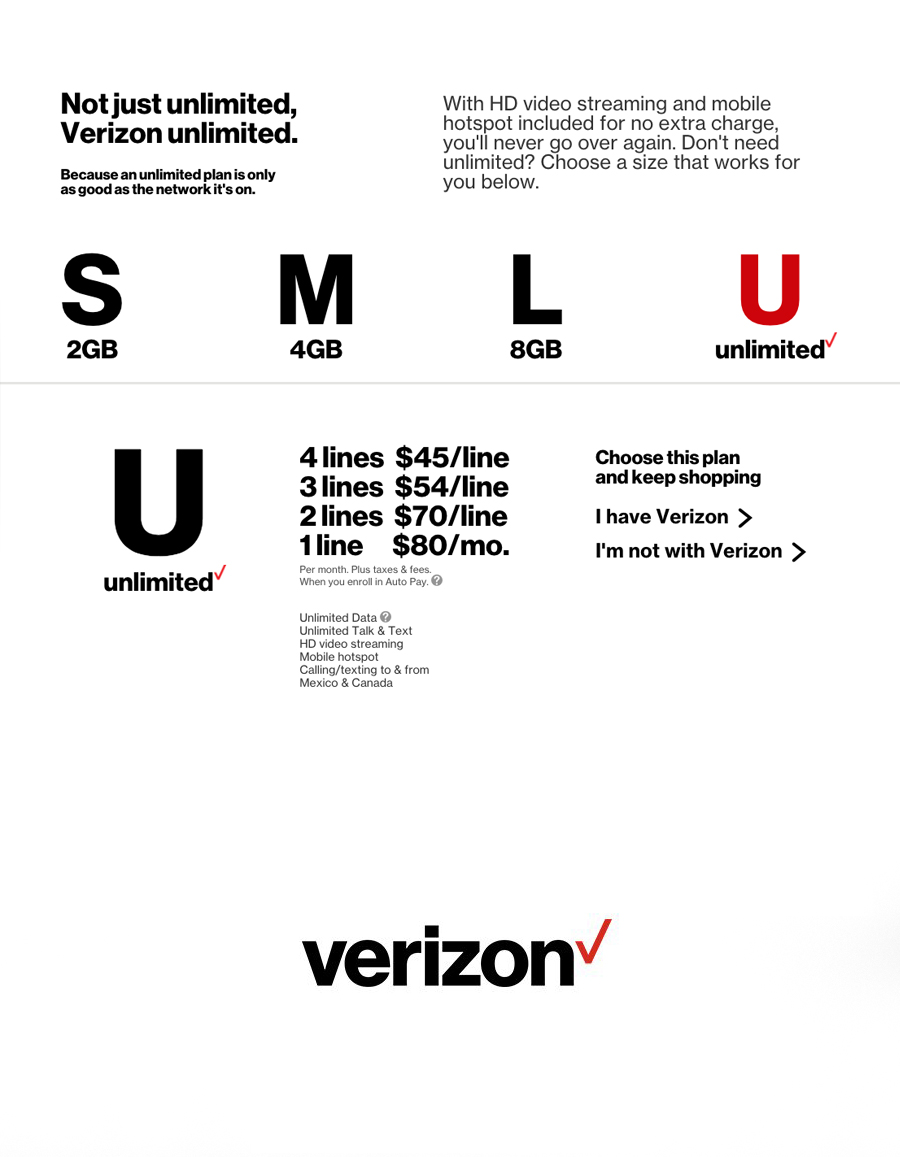 Not just unlimited,
Verizon unlimited.
Because an unlimited plan is only
as good as the network it's on.
With HD video streaming and mobile
hotspot included for no extra charge,
you'll never go over again. Don't need
unlimited? Choose a size that works for
you below.
S
2GB
M
4GB
L
8GB
U
unlimited
U
unlimited
4 lines $45/line
3 lines $54/line
2 lines $70/line
1 line $80/mo.
Per month. Plus taxes & fees.
When you enroll in Auto Pay. ?
Unlimited Data ?
Unlimited Talk & Text
HD video streaming
Mobile hotspot
Calling/texting to & from
Mexico & Canada
Choose this plan
and keep shopping
I have Verizon
I'm not with Verizon
verizon